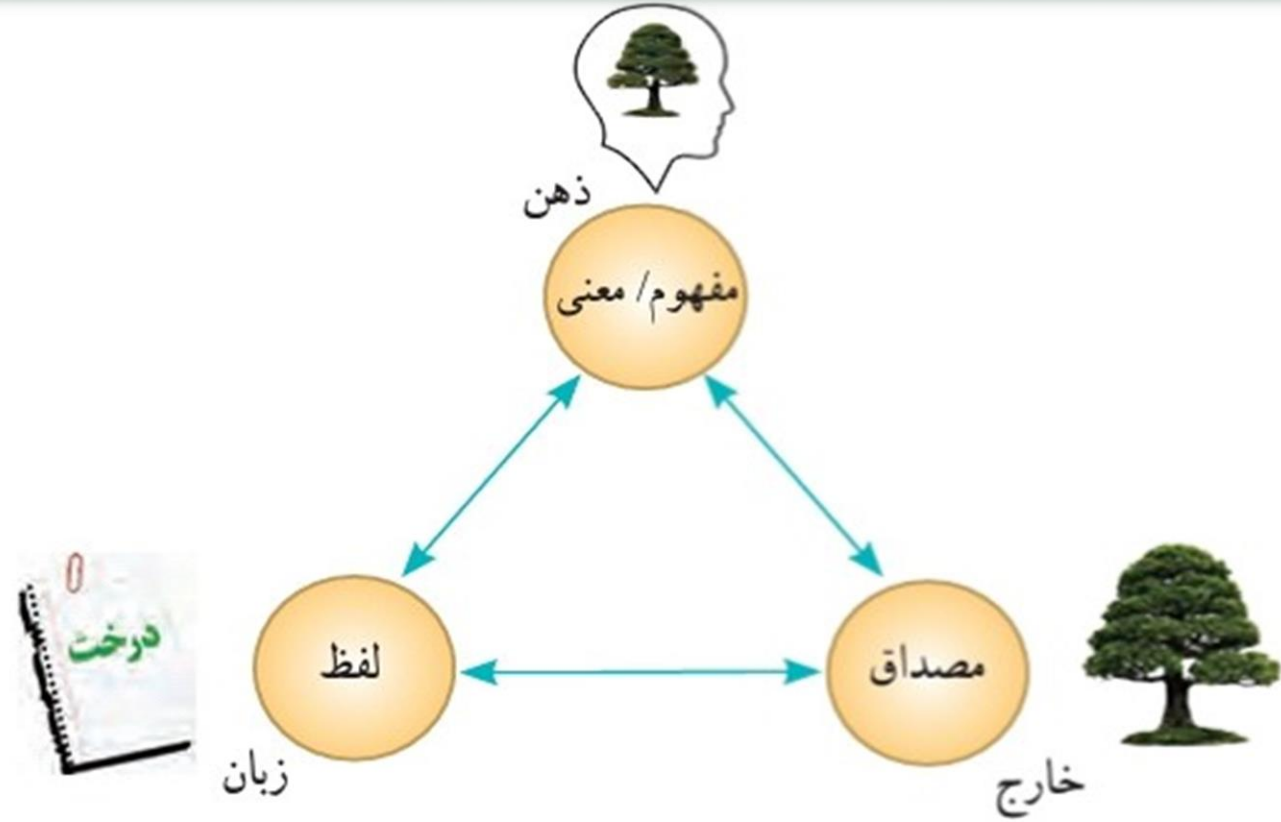 ذهن
مفهوم/ معنی
درخت
لفظ
مصداق
زبان
خارج